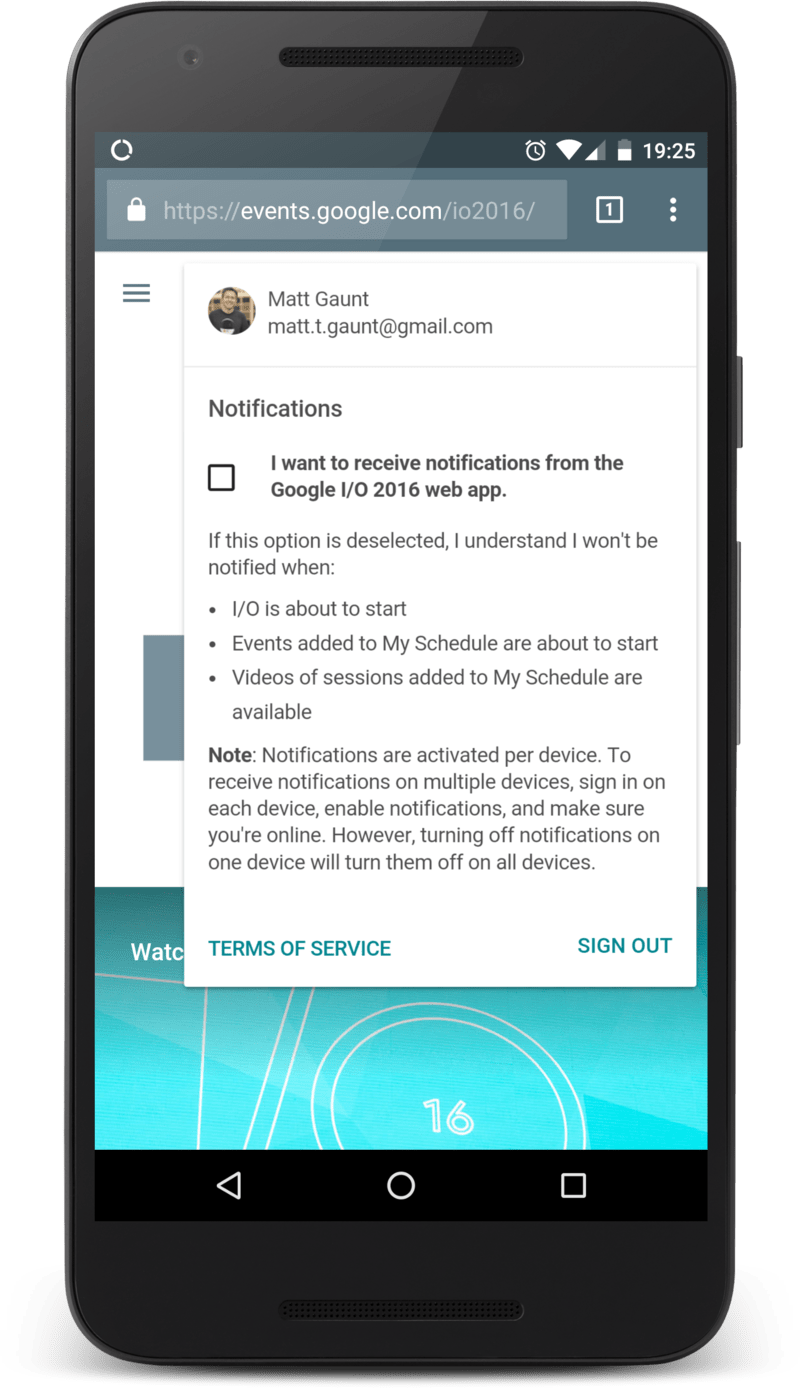 19:25
https://events.google.com/io2016/
1
Matt Gaunt
matt.t.gaunt@gmail.com
Notifications
I want to receive notifications from the
Google I/O 2016 web app.
If this option is deselected, I understand I won't be
notified when:
• I/O is about to start
• Events added to My Schedule are about to start
• Videos of sessions added to My Schedule are
available
Note: Notifications are activated per device. To
receive notifications on multiple devices, sign in on
each device, enable notifications, and make sure
you're online. However, turning off notifications on
one device will turn them off on all devices.
Watc
TERMS OF SERVICE
SIGN OUT
16